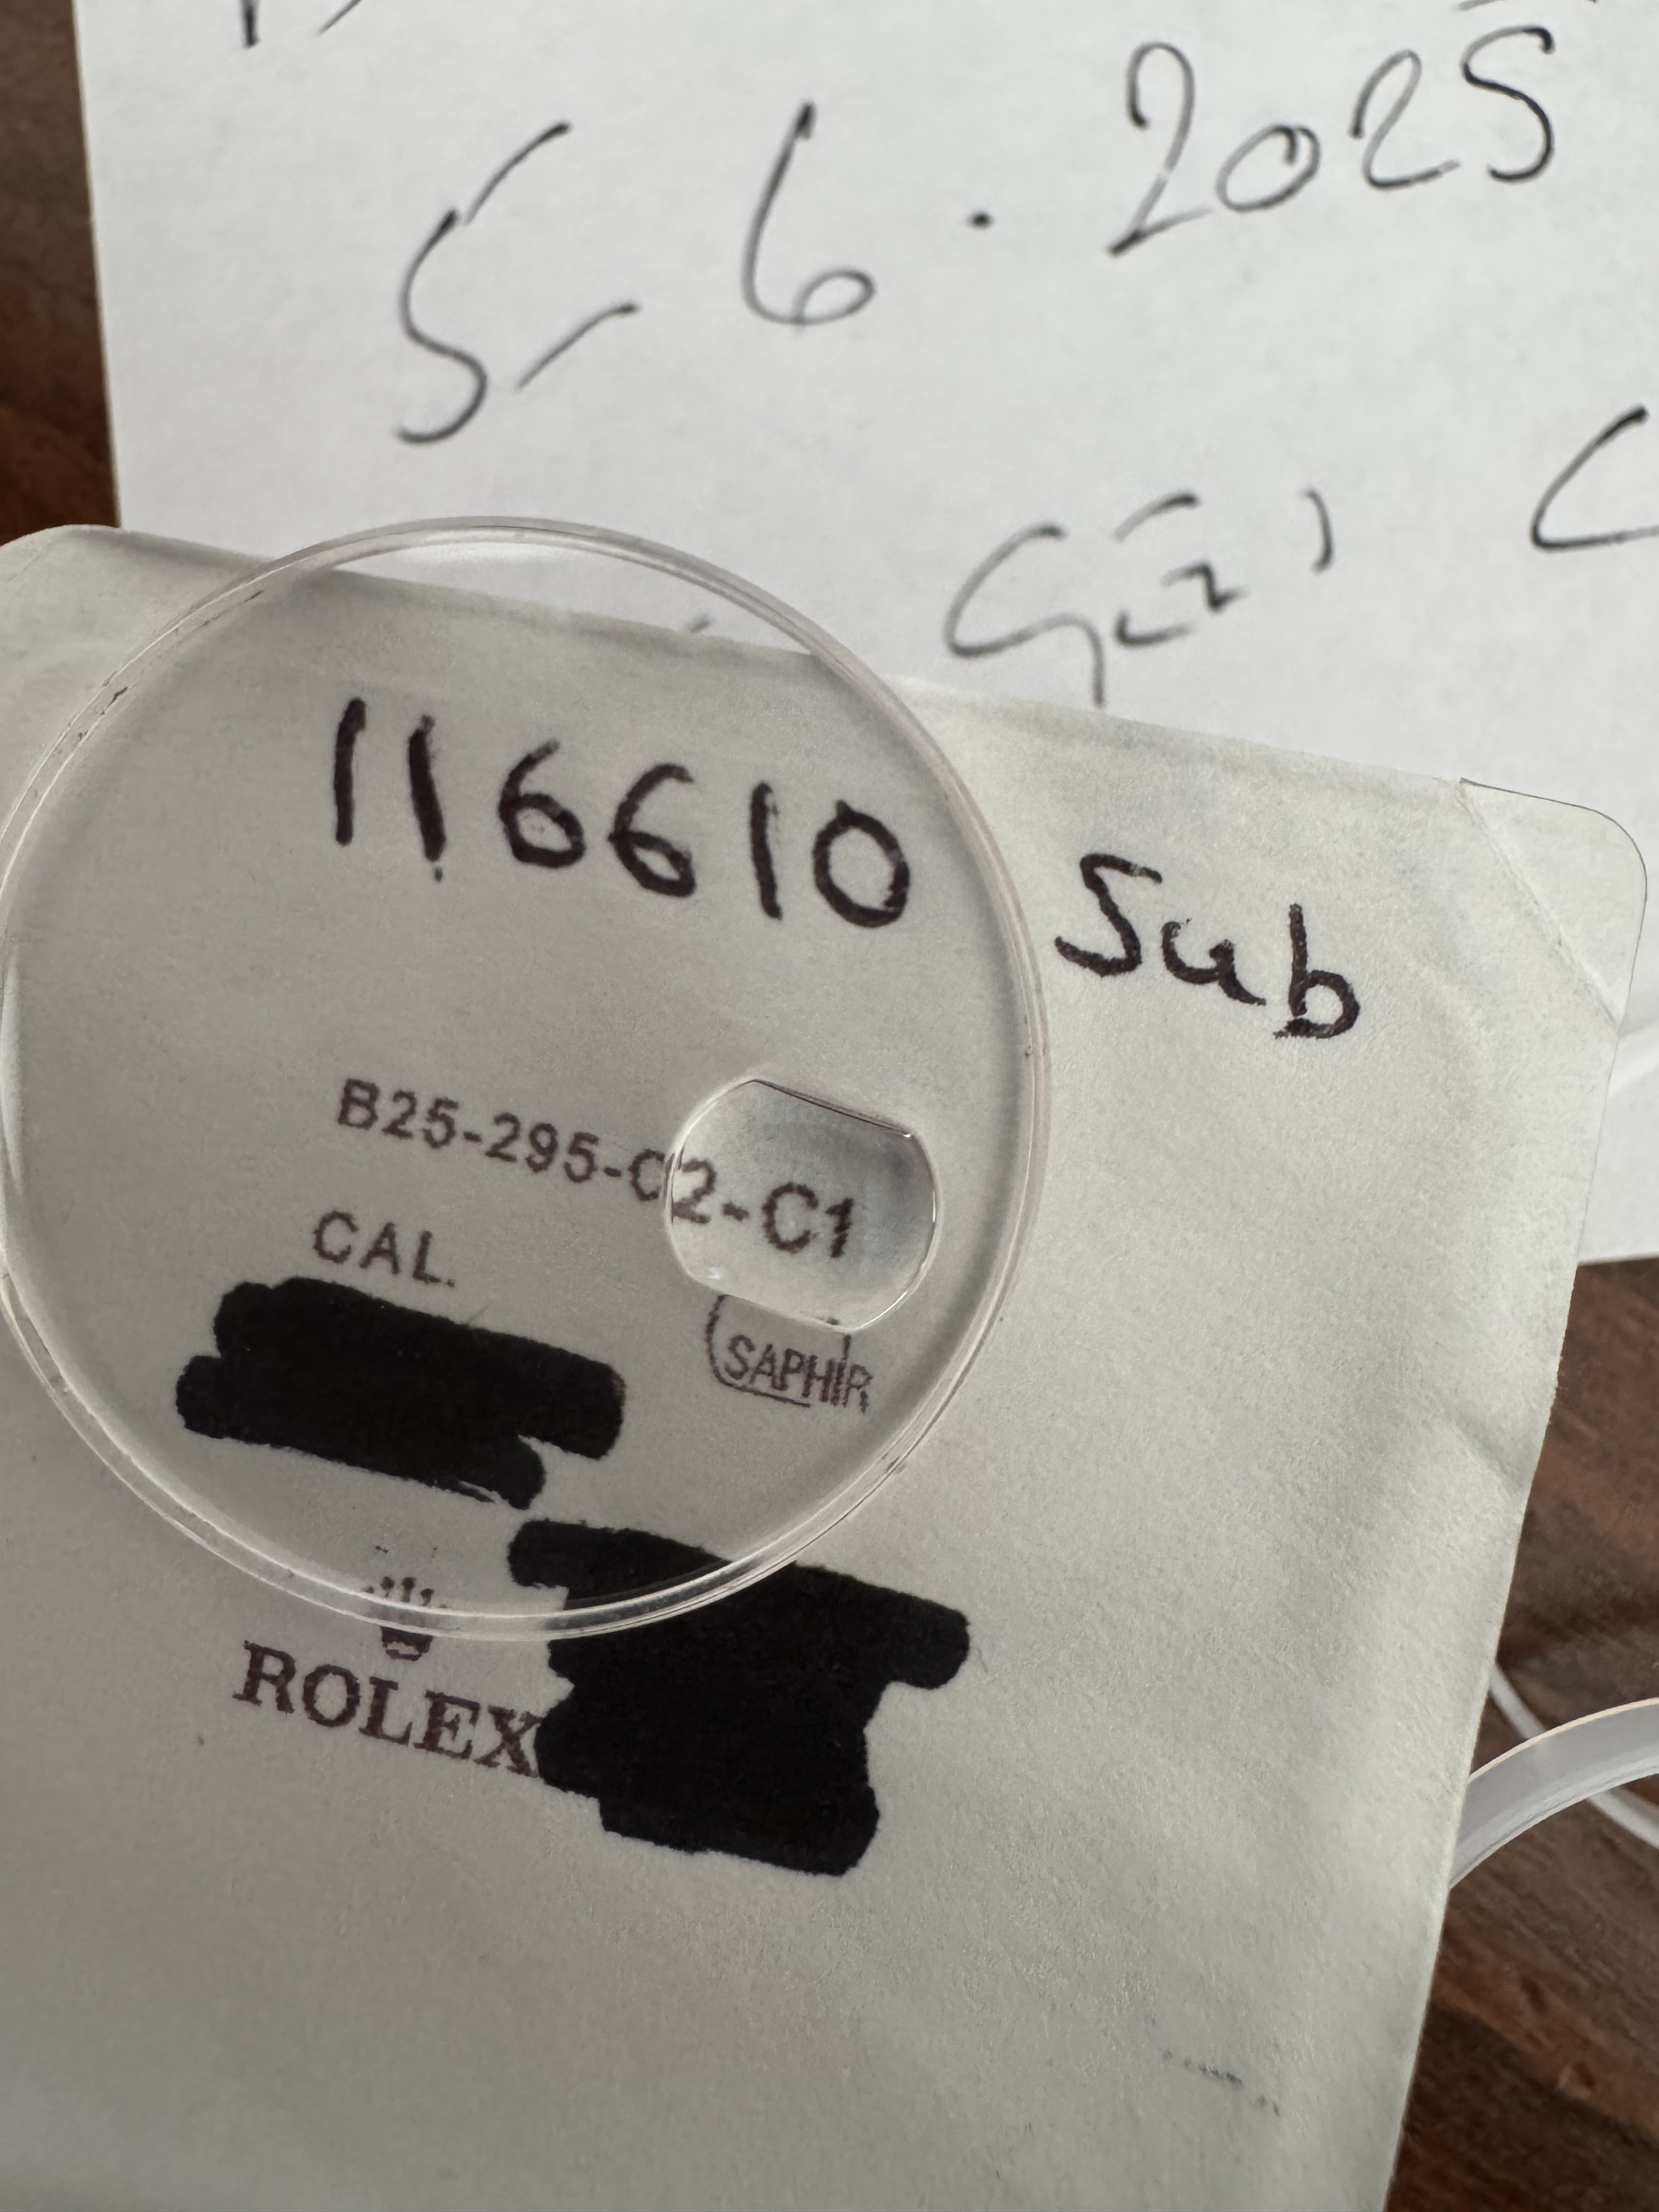 5-6.2025
116610 Sub
B25-295-C2-C1
CAL.
SAPHIR
ROLEX